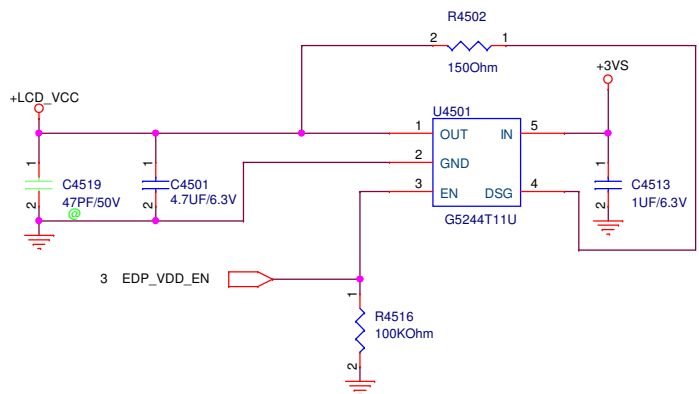 R4502
2 1
150Ohm
+3VS
+LCD_VCC
U4501
1 OUT IN 5
2 GND
3 EN DSG 4
G5244T11U
1 C4519 2 47PF/50V
@
1 C4501 2 4.7UF/6.3V
1 C4513 2 1UF/6.3V
3 EDP_VDD_EN
1 R4516
100KOhm
2